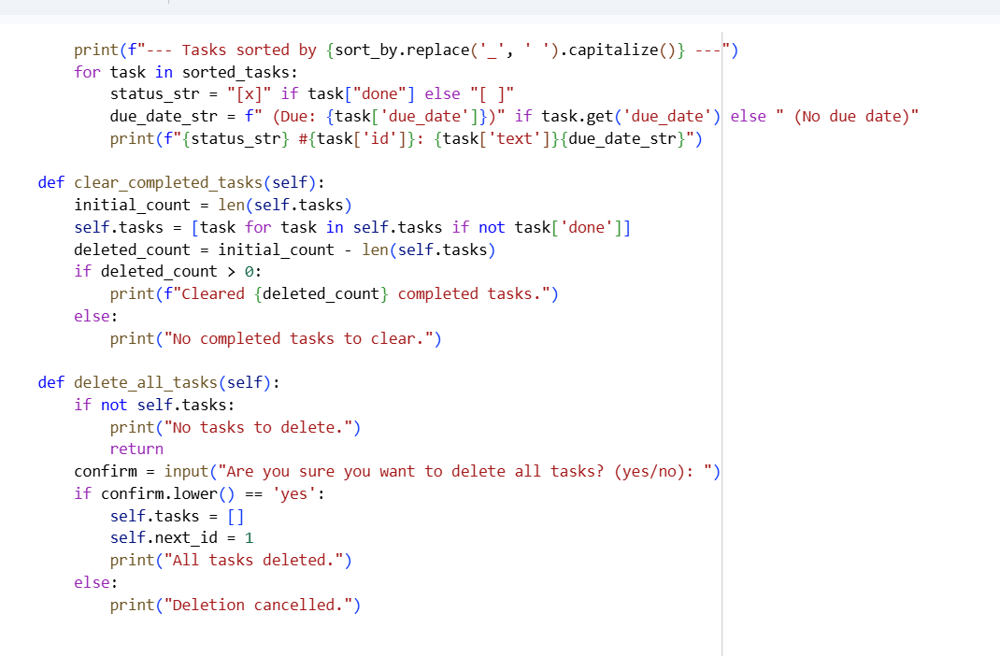 print(f"--- Tasks sorted by {sort_by.replace('_', ' ').capitalize()} ---")
for task in sorted_tasks:
status_str = "[x]" if task["done"] else "[ ]"
due_date_str = f" (Due: {task['due_date']})" if task.get('due_date') else " (No due date)"
print(f"{status_str} #{task['id']}: {task['text']}{due_date_str}")
def clear_completed_tasks(self):
initial_count = len(self.tasks)
self.tasks = [task for task in self.tasks if not task['done']]
deleted_count = initial_count - len(self.tasks)
if deleted_count > 0:
print(f"Cleared {deleted_count} completed tasks.")
else:
print("No completed tasks to clear.")
def delete_all_tasks(self):
if not self.tasks:
print("No tasks to delete.")
return
confirm = input("Are you sure you want to delete all tasks? (yes/no): ")
if confirm.lower() == 'yes':
self.tasks = []
self.next_id = 1
print("All tasks deleted.")
else:
print("Deletion cancelled.")